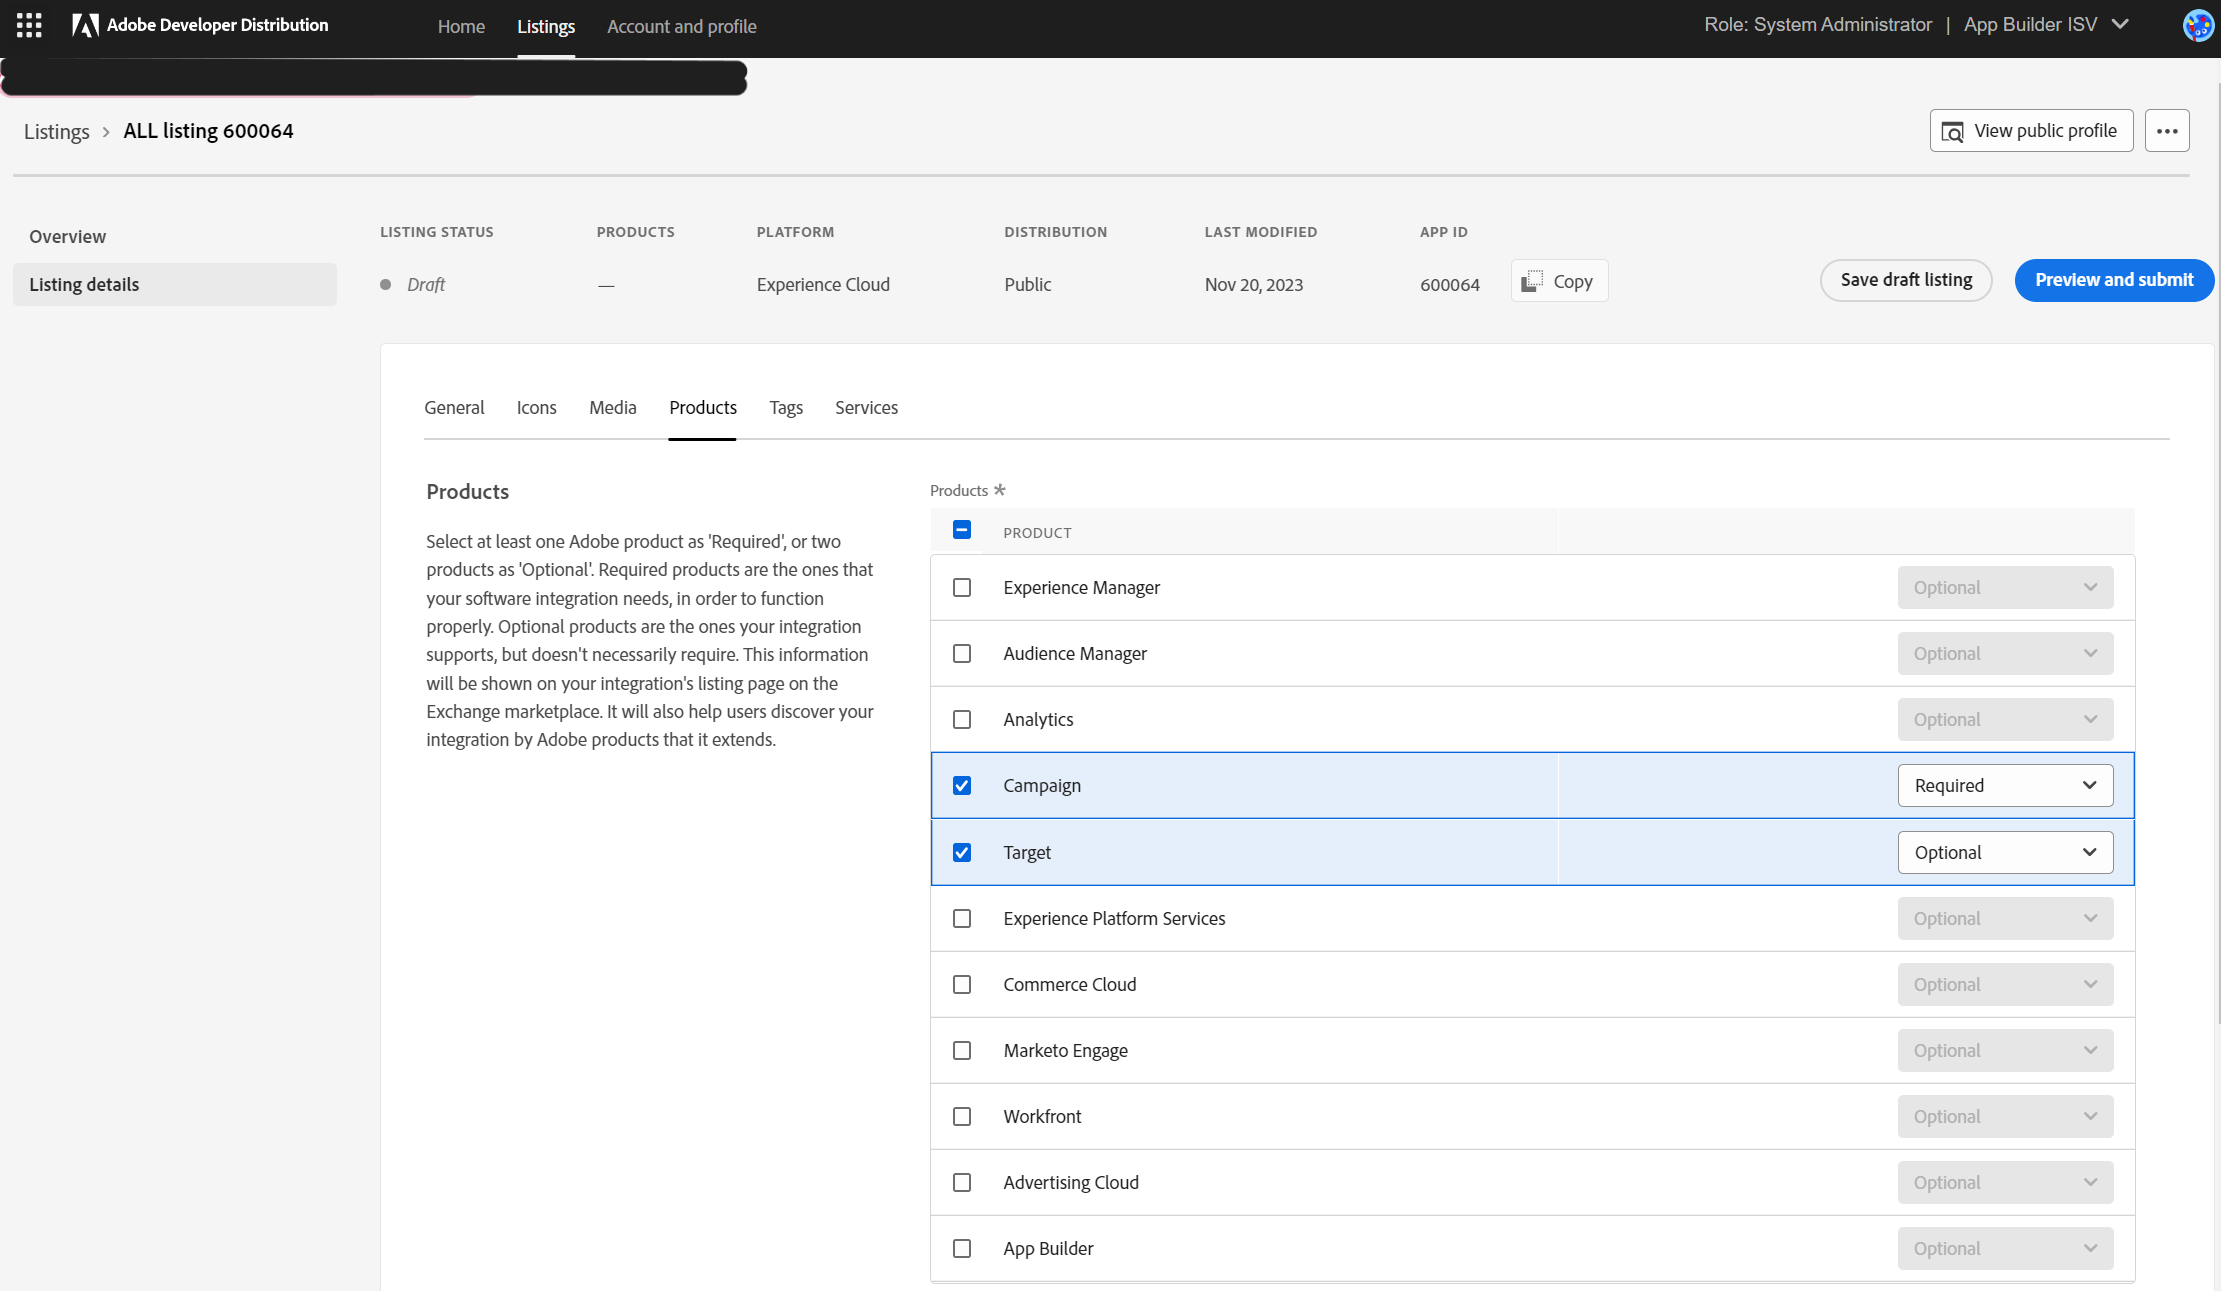 Adobe Developer Distribution
Home
Listings
Account and profile
Role: System Administrator | App Builder ISV
Listings > ALL listing 600064
View public profile
Overview
Listing details
LISTING STATUS
PRODUCTS
PLATFORM
DISTRIBUTION
LAST MODIFIED
APP ID
Draft
—
Experience Cloud
Public
Nov 20, 2023
600064
Copy
Save draft listing
Preview and submit
General
Icons
Media
Products
Tags
Services
Products
Select at least one Adobe product as 'Required', or two
products as 'Optional'. Required products are the ones that
your software integration needs, in order to function
properly. Optional products are the ones your integration
supports, but doesn't necessarily require. This information
will be shown on your integration's listing page on the
Exchange marketplace. It will also help users discover your
integration by Adobe products that it extends.
Products *
PRODUCT
Experience Manager
Optional
Audience Manager
Optional
Analytics
Optional
Campaign
Required
Target
Optional
Experience Platform Services
Optional
Commerce Cloud
Optional
Marketo Engage
Optional
Workfront
Optional
Advertising Cloud
Optional
App Builder
Optional